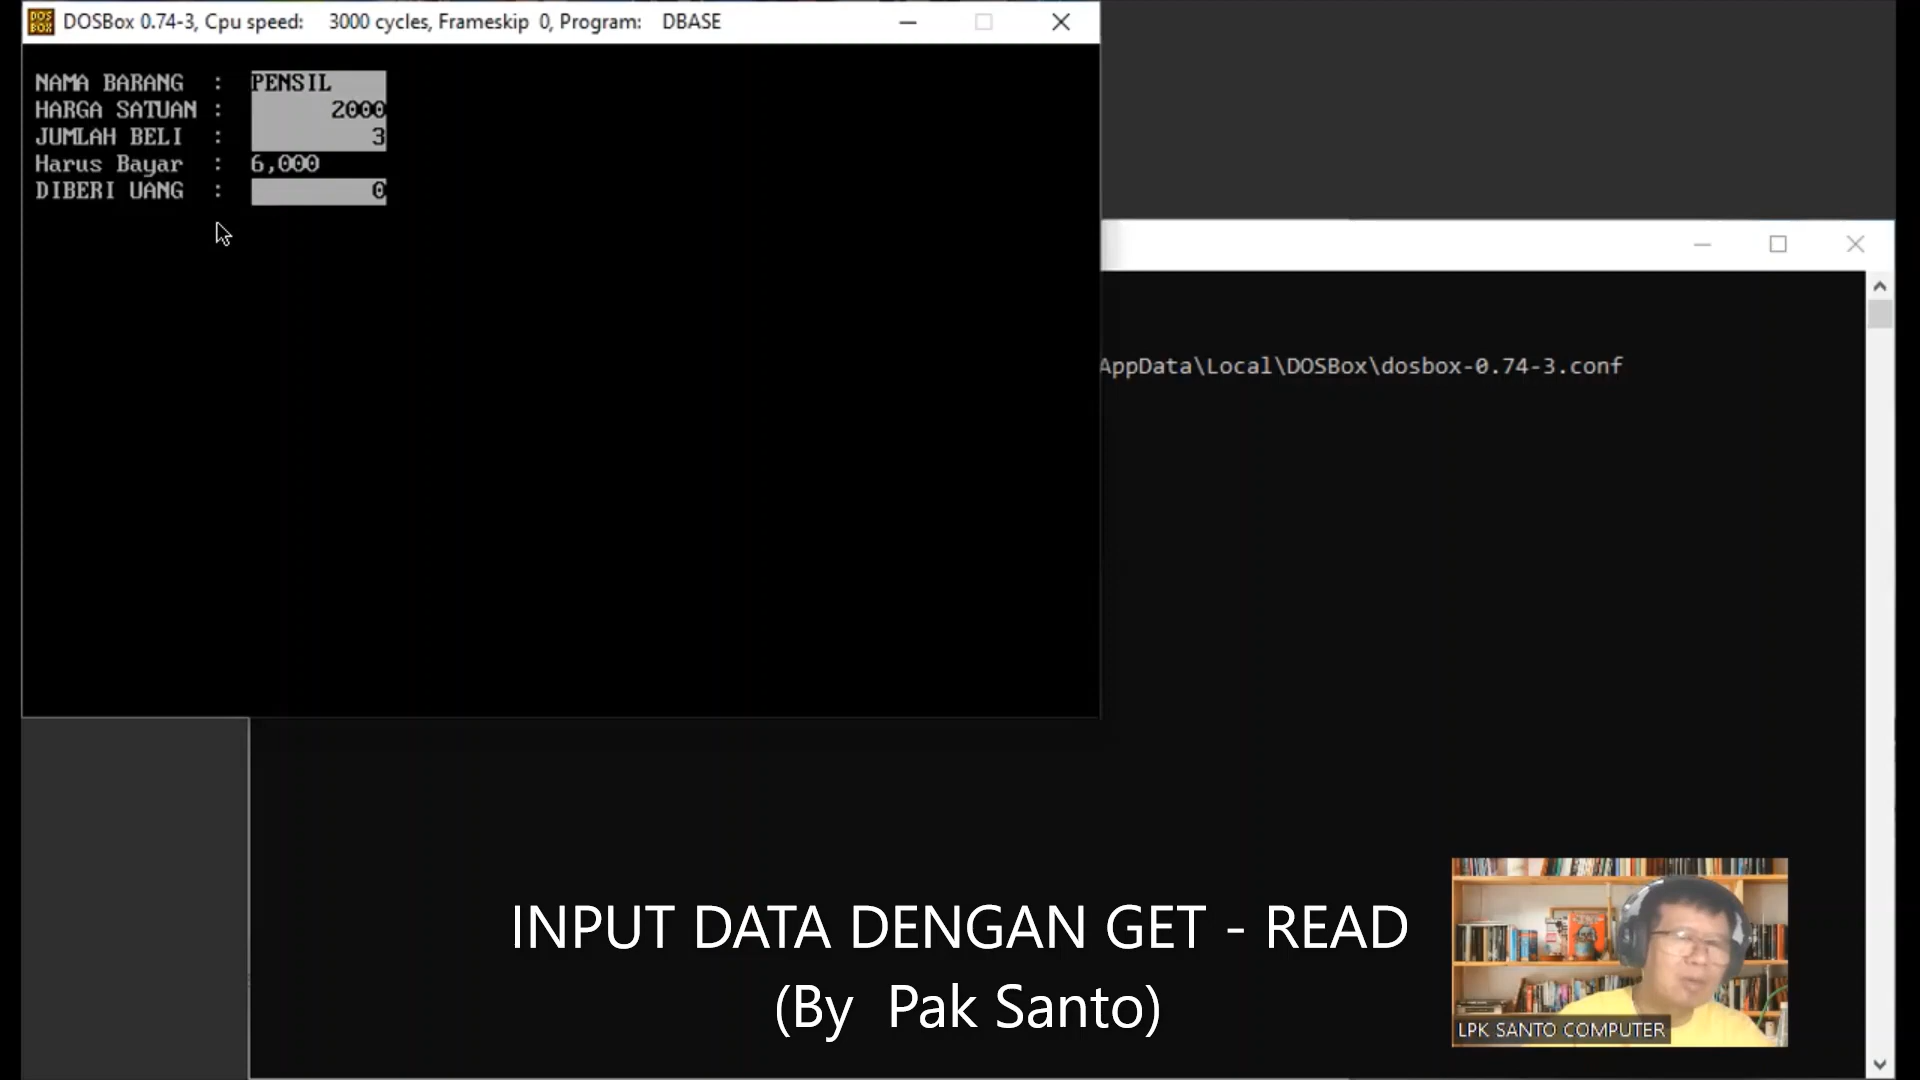 DOSBox 0.74-3, Cpu speed: 3000 cycles, Frameskip 0, Program: DBASE
NAMA BARANG : PENSIL
HARGA SATUAN : 2000
JUMLAH BELI : 3
Harus Bayar : 6,000
DIBERI UANG : 0
AppData\Local\DOSBox\dosbox-0.74-3.conf
INPUT DATA DENGAN GET - READ
(By Pak Santo)
LPK SANTO COMPUTER